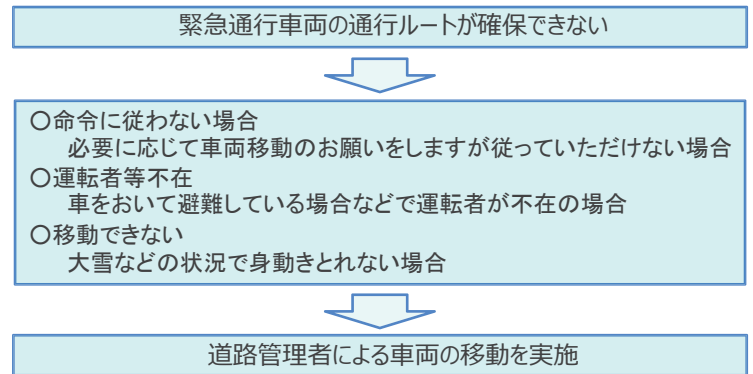 緊急通行車両の通行ルートが確保できない
〇命令に従わない場合
必要に応じて車両移動のお願いをしますが従っていただけない場合
〇運転者等不在
車をおいて避難している場合などで運転者が不在の場合
〇移動できない
大雪などの状況で身動きとれない場合
道路管理者による車両の移動を実施